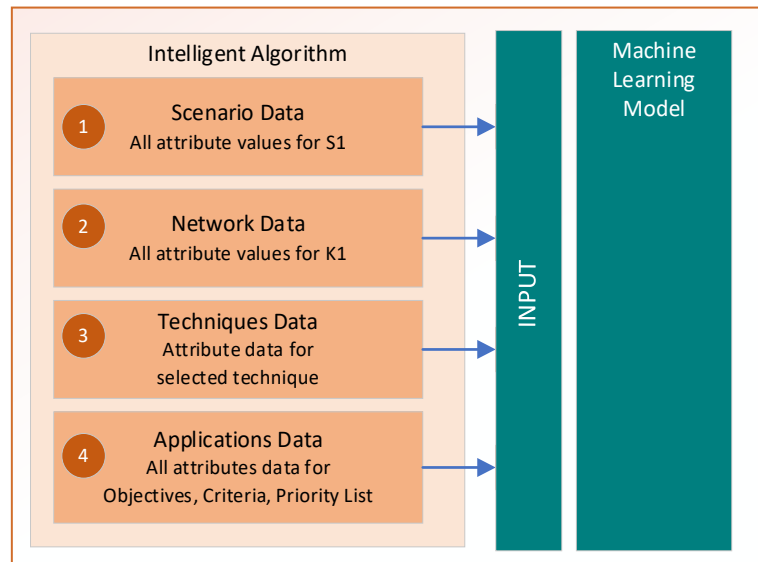 Intelligent Algorithm
1
Scenario Data
All attribute values for S1
2
Network Data
All attribute values for K1
3
Techniques Data
Attribute data for
selected technique
4
Applications Data
All attributes data for
Objectives, Criteria, Priority List
INPUT
Machine
Learning
Model